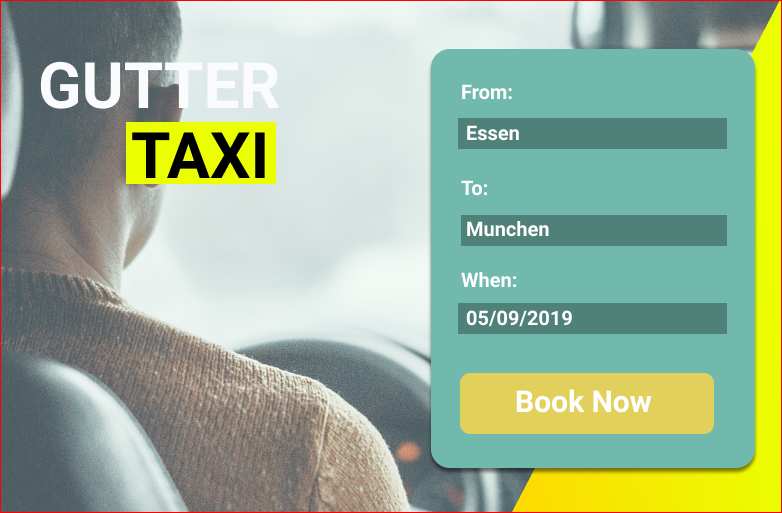 GUTTER
TAXI
From:
Essen
To:
Munchen
When:
05/09/2019
Book Now